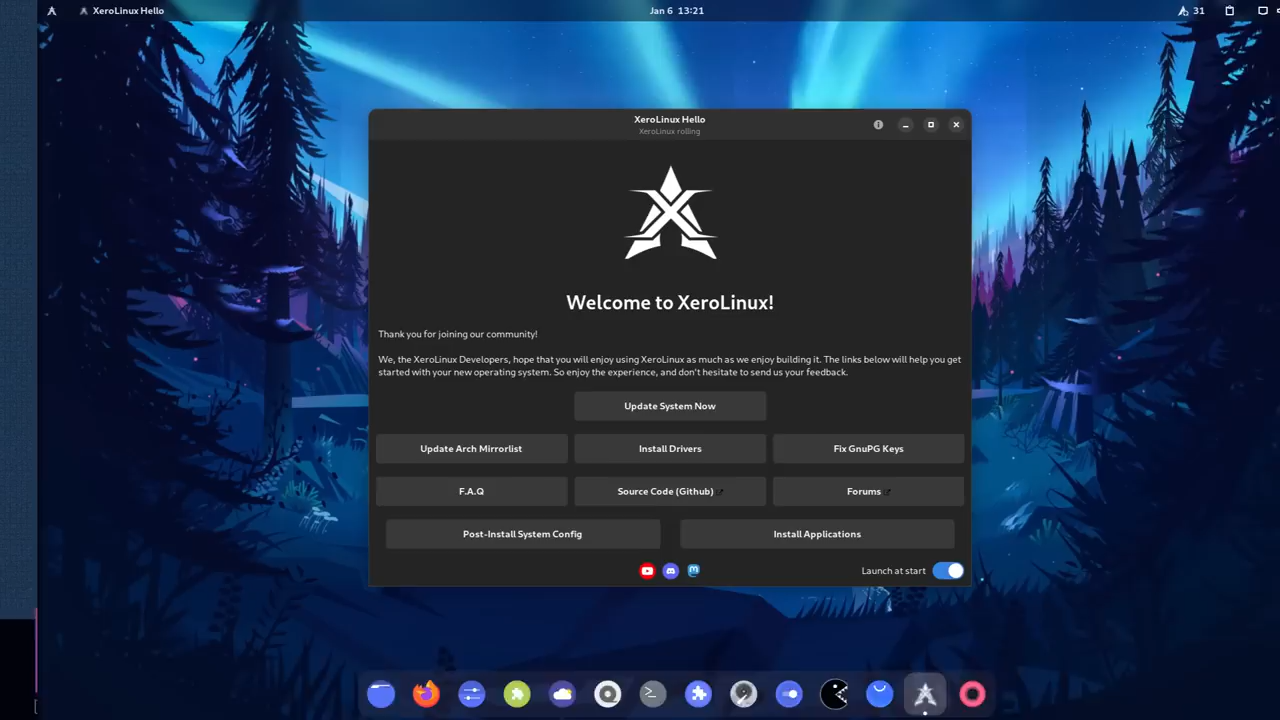 XeroLinux Hello
Jan 6 13:21
31
XeroLinux Hello
XeroLinux rolling
Welcome to XeroLinux!
Thank you for joining our community!
We, the XeroLinux Developers, hope that you will enjoy using XeroLinux as much as we enjoy building it. The links below will help you get
started with your new operating system. So enjoy the experience, and don't hesitate to send us your feedback.
Update System Now
Update Arch Mirrorlist
Install Drivers
Fix GnuPG Keys
F.A.Q
Source Code (Github)
Forums
Post-Install System Config
Install Applications
Launch at start